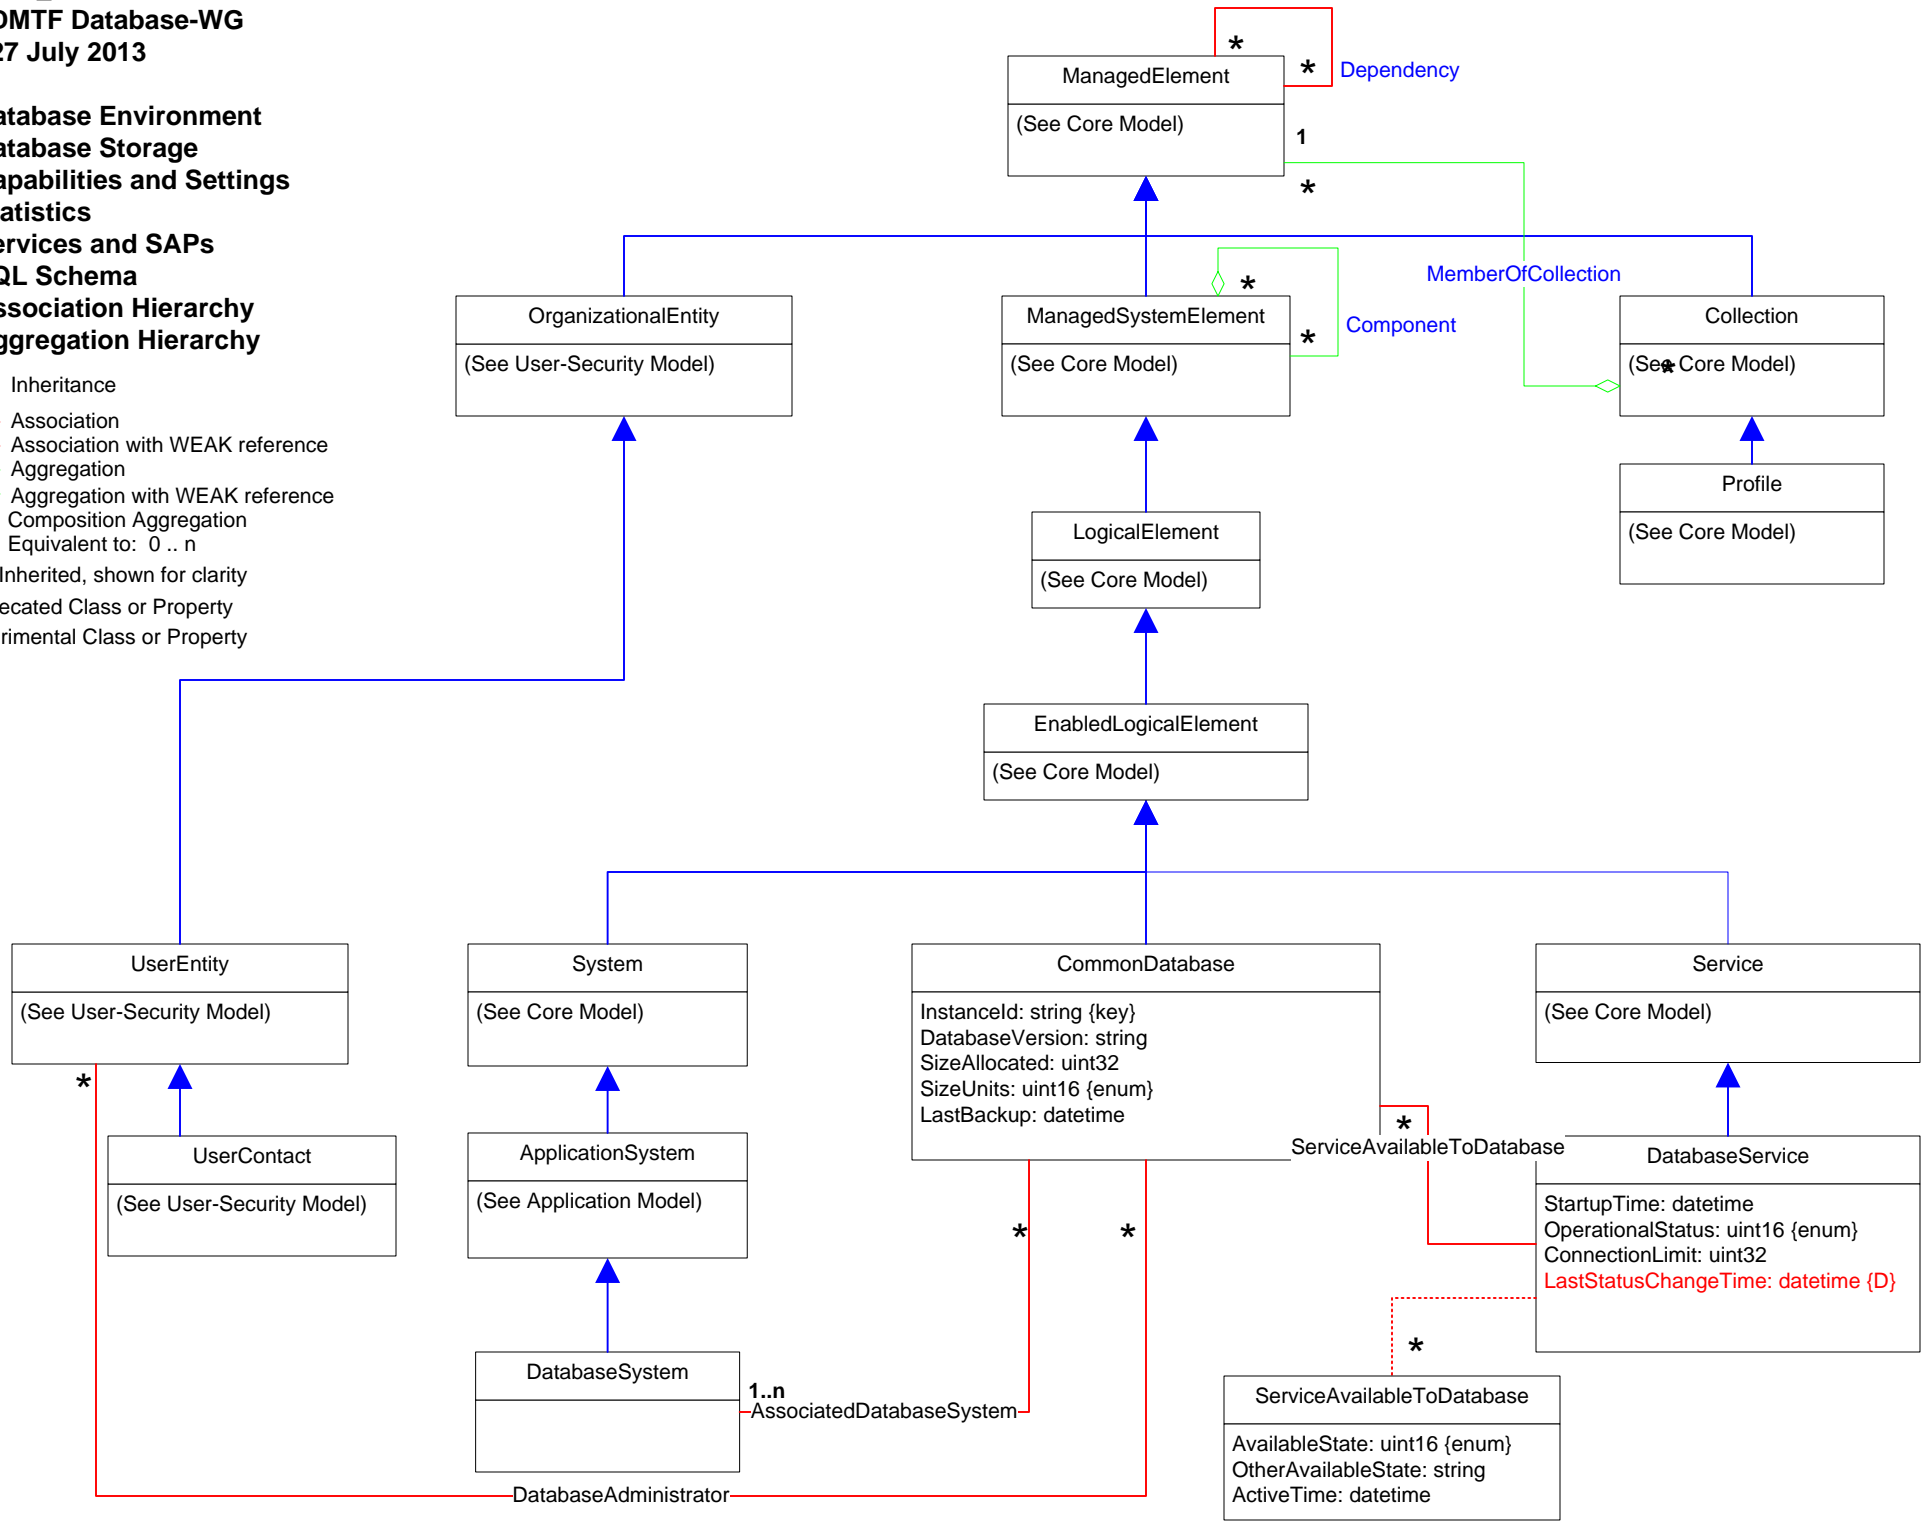 DMTF Database-WG
27 July 2013
atabase Environment
atabase Storage
apabilities and Settings
atistics
ervices and SAPs
QL Schema
ssociation Hierarchy
ggregation Hierarchy
Inheritance
Association
Association with WEAK reference
Aggregation
Aggregation with WEAK reference
Composition Aggregation
Equivalent to: 0 .. n
Inherited, shown for clarity
ecated Class or Property
rimental Class or Property
*
ManagedElement
*
Dependency
(See Core Model)
1
*
MemberOfCollection
OrganizationalEntity
(See User-Security Model)
*
ManagedSystemElement
*
Component
(See Core Model)
Collection
(See Core Model)
*
Profile
(See Core Model)
LogicalElement
(See Core Model)
EnabledLogicalElement
(See Core Model)
UserEntity
(See User-Security Model)
*
System
(See Core Model)
CommonDatabase
InstanceId: string {key}
DatabaseVersion: string
SizeAllocated: uint32
SizeUnits: uint16 {enum}
LastBackup: datetime
Service
(See Core Model)
*
ServiceAvailableToDatabase
UserContact
(See User-Security Model)
ApplicationSystem
(See Application Model)
*
*
DatabaseService
StartupTime: datetime
OperationalStatus: uint16 {enum}
ConnectionLimit: uint32
LastStatusChangeTime: datetime {D}
*
DatabaseSystem
1..n
AssociatedDatabaseSystem
ServiceAvailableToDatabase
AvailableState: uint16 {enum}
OtherAvailableState: string
ActiveTime: datetime
DatabaseAdministrator